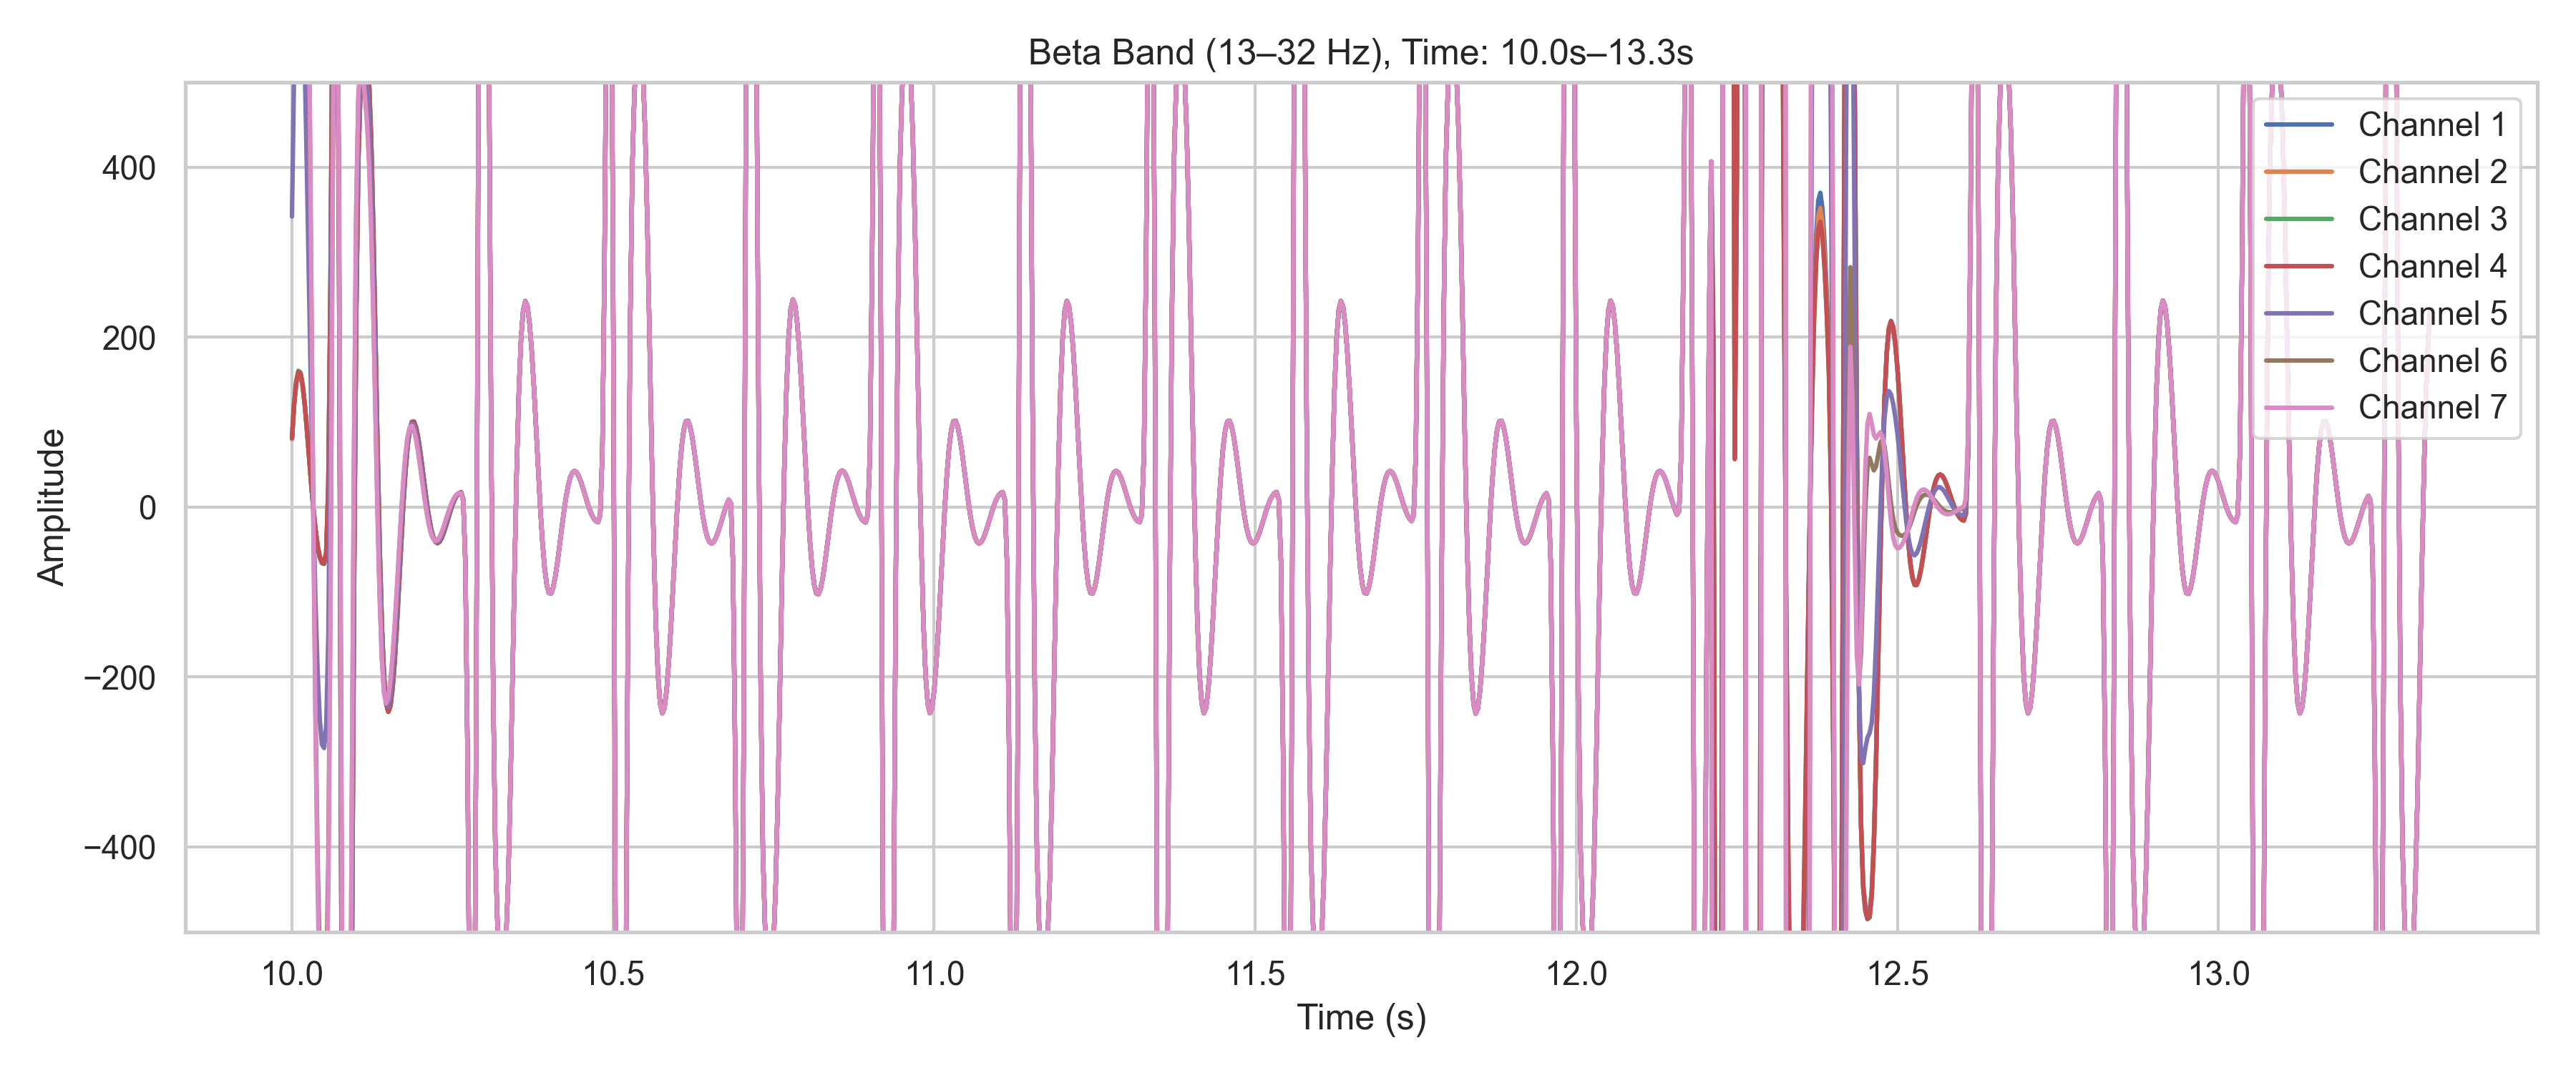 Beta Band (13–32 Hz), Time: 10.0s–13.3s
Amplitude
400
200
0
−200
−400
10.0 10.5 11.0 11.5 12.0 12.5 13.0
Time (s)
Channel 1
Channel 2
Channel 3
Channel 4
Channel 5
Channel 6
Channel 7